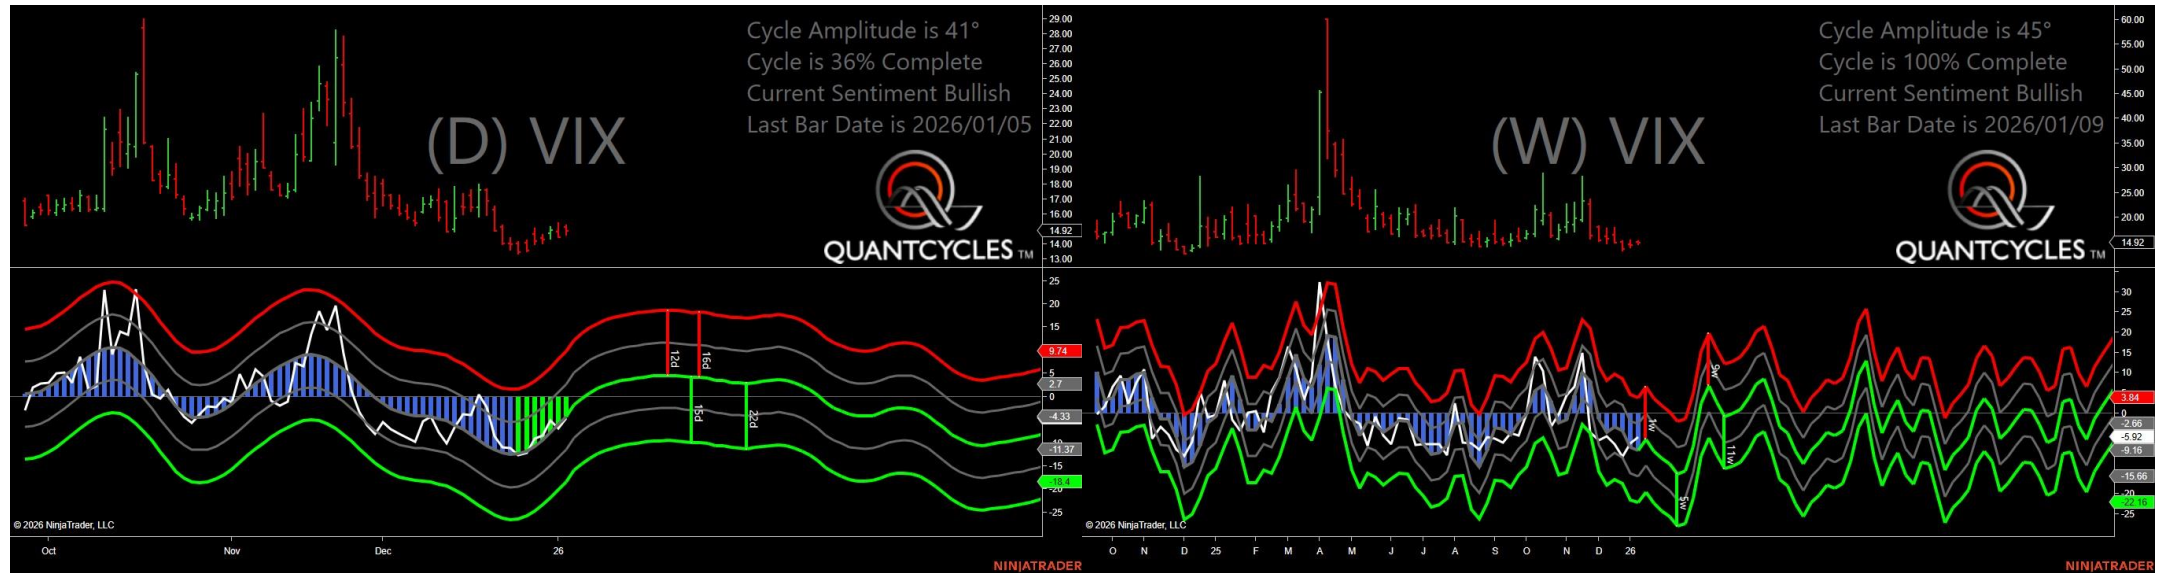 Cycle Amplitude is 41°
Cycle is 36% Complete
Current Sentiment Bullish
Last Bar Date is 2026/01/05
(D) VIX
QUANTCYCLES TM
29.00
28.00
27.00
26.00
25.00
24.00
23.00
22.00
21.00
20.00
19.00
18.00
17.00
16.00
14.92
14.00
13.00
25
20
15
9.74
5
2.7
0
-4.33
-11.37
-15
-18.4
-20
-25
12d
16d
15d
22d
© 2026 NinjaTrader, LLC
Oct Nov Dec 26
NINJATRADER
Cycle Amplitude is 45°
Cycle is 100% Complete
Current Sentiment Bullish
Last Bar Date is 2026/01/09
(W) VIX
QUANTCYCLES TM
60.00
55.00
50.00
45.00
40.00
35.00
30.00
25.00
20.00
14.92
30
25
20
15
10
5
3.84
0
-2.66
-5.92
-9.16
-15.66
-20
-22.16
-25
1w
9w
5w
11w
© 2026 NinjaTrader, LLC
O N D 25 F M A M J J A S O N D 26
NINJATRADER